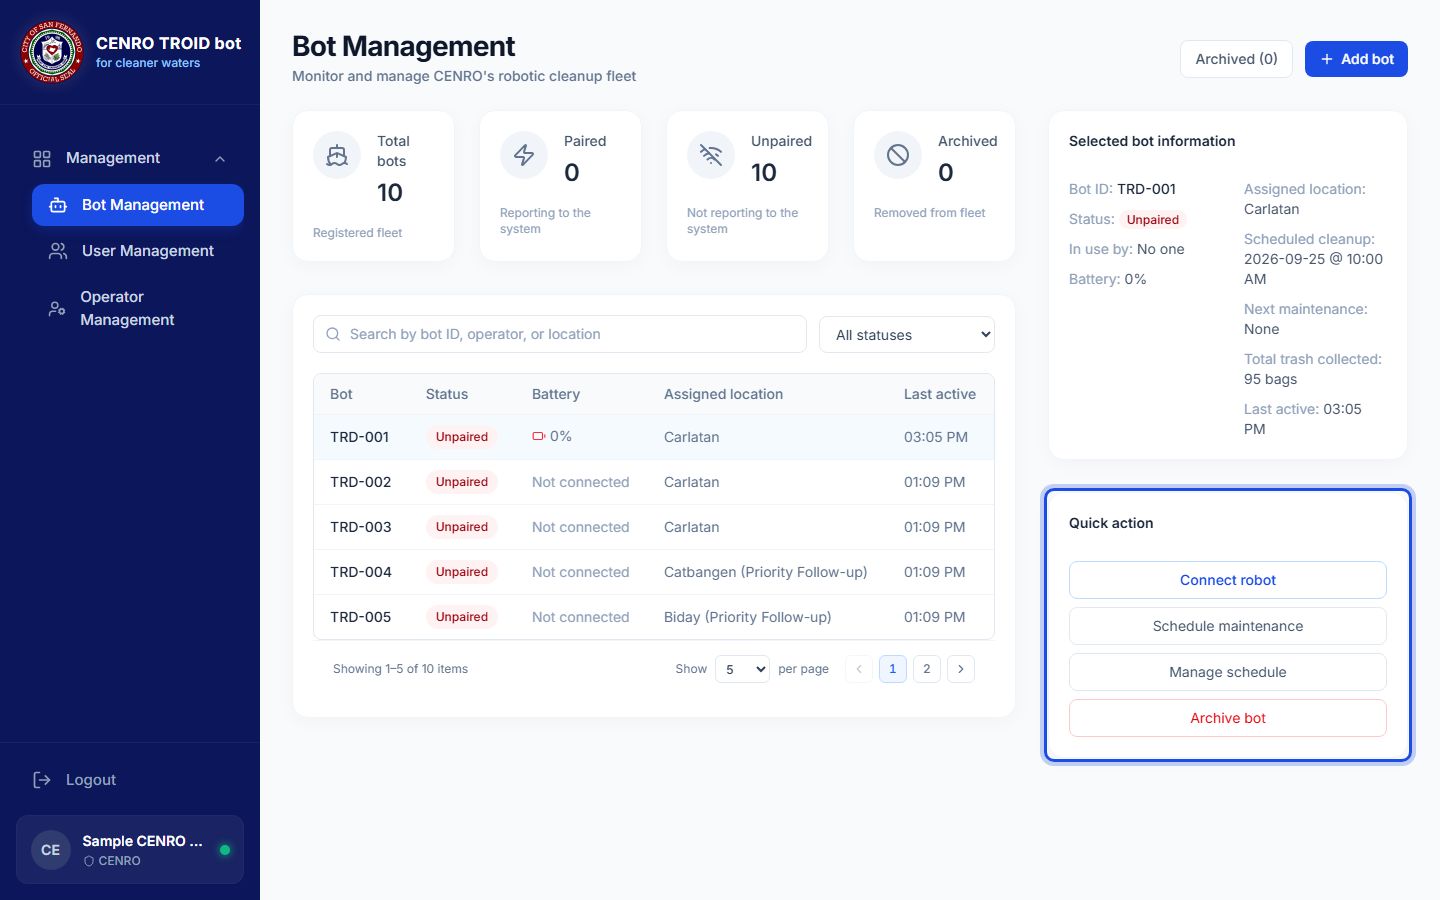 CITY OF SAN FERNANDO
OFFICIAL SEAL
CENRO TROID bot
for cleaner waters
Management
Bot Management
User Management
Operator
Management
Logout
CE
Sample CENRO ...
CENRO
Bot Management
Monitor and manage CENRO's robotic cleanup fleet
Archived (0)
Add bot
Total
bots
10
Registered fleet
Paired
0
Reporting to the
system
Unpaired
10
Not reporting to the
system
Archived
0
Removed from fleet
Search by bot ID, operator, or location
All statuses
Bot Status Battery Assigned location Last active
TRD-001 Unpaired 0% Carlatan 03:05 PM
TRD-002 Unpaired Not connected Carlatan 01:09 PM
TRD-003 Unpaired Not connected Carlatan 01:09 PM
TRD-004 Unpaired Not connected Catbangen (Priority Follow-up) 01:09 PM
TRD-005 Unpaired Not connected Biday (Priority Follow-up) 01:09 PM
Showing 1–5 of 10 items
Show 5 per page
1 2
Selected bot information
Bot ID: TRD-001
Status: Unpaired
In use by: No one
Battery: 0%
Assigned location:
Carlatan
Scheduled cleanup:
2026-09-25 @ 10:00
AM
Next maintenance:
None
Total trash collected:
95 bags
Last active: 03:05
PM
Quick action
Connect robot
Schedule maintenance
Manage schedule
Archive bot